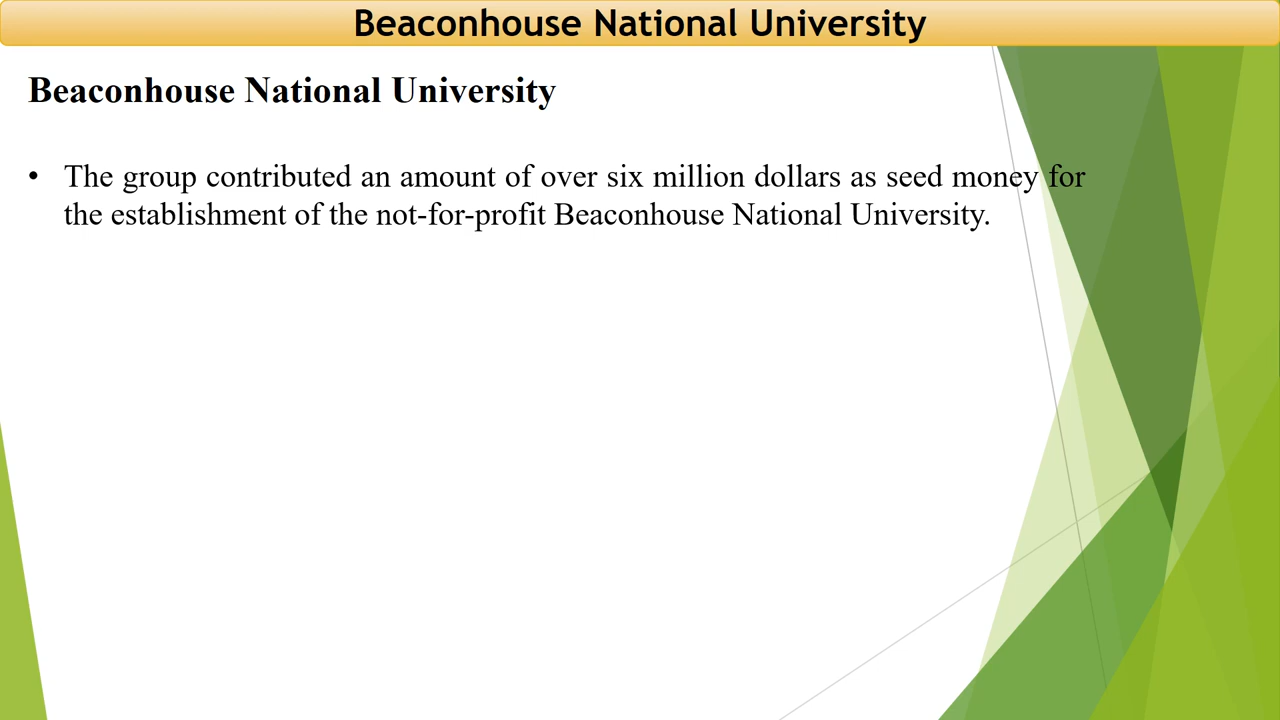 Beaconhouse National University
Beaconhouse National University
• The group contributed an amount of over six million dollars as seed money for
the establishment of the not-for-profit Beaconhouse National University.